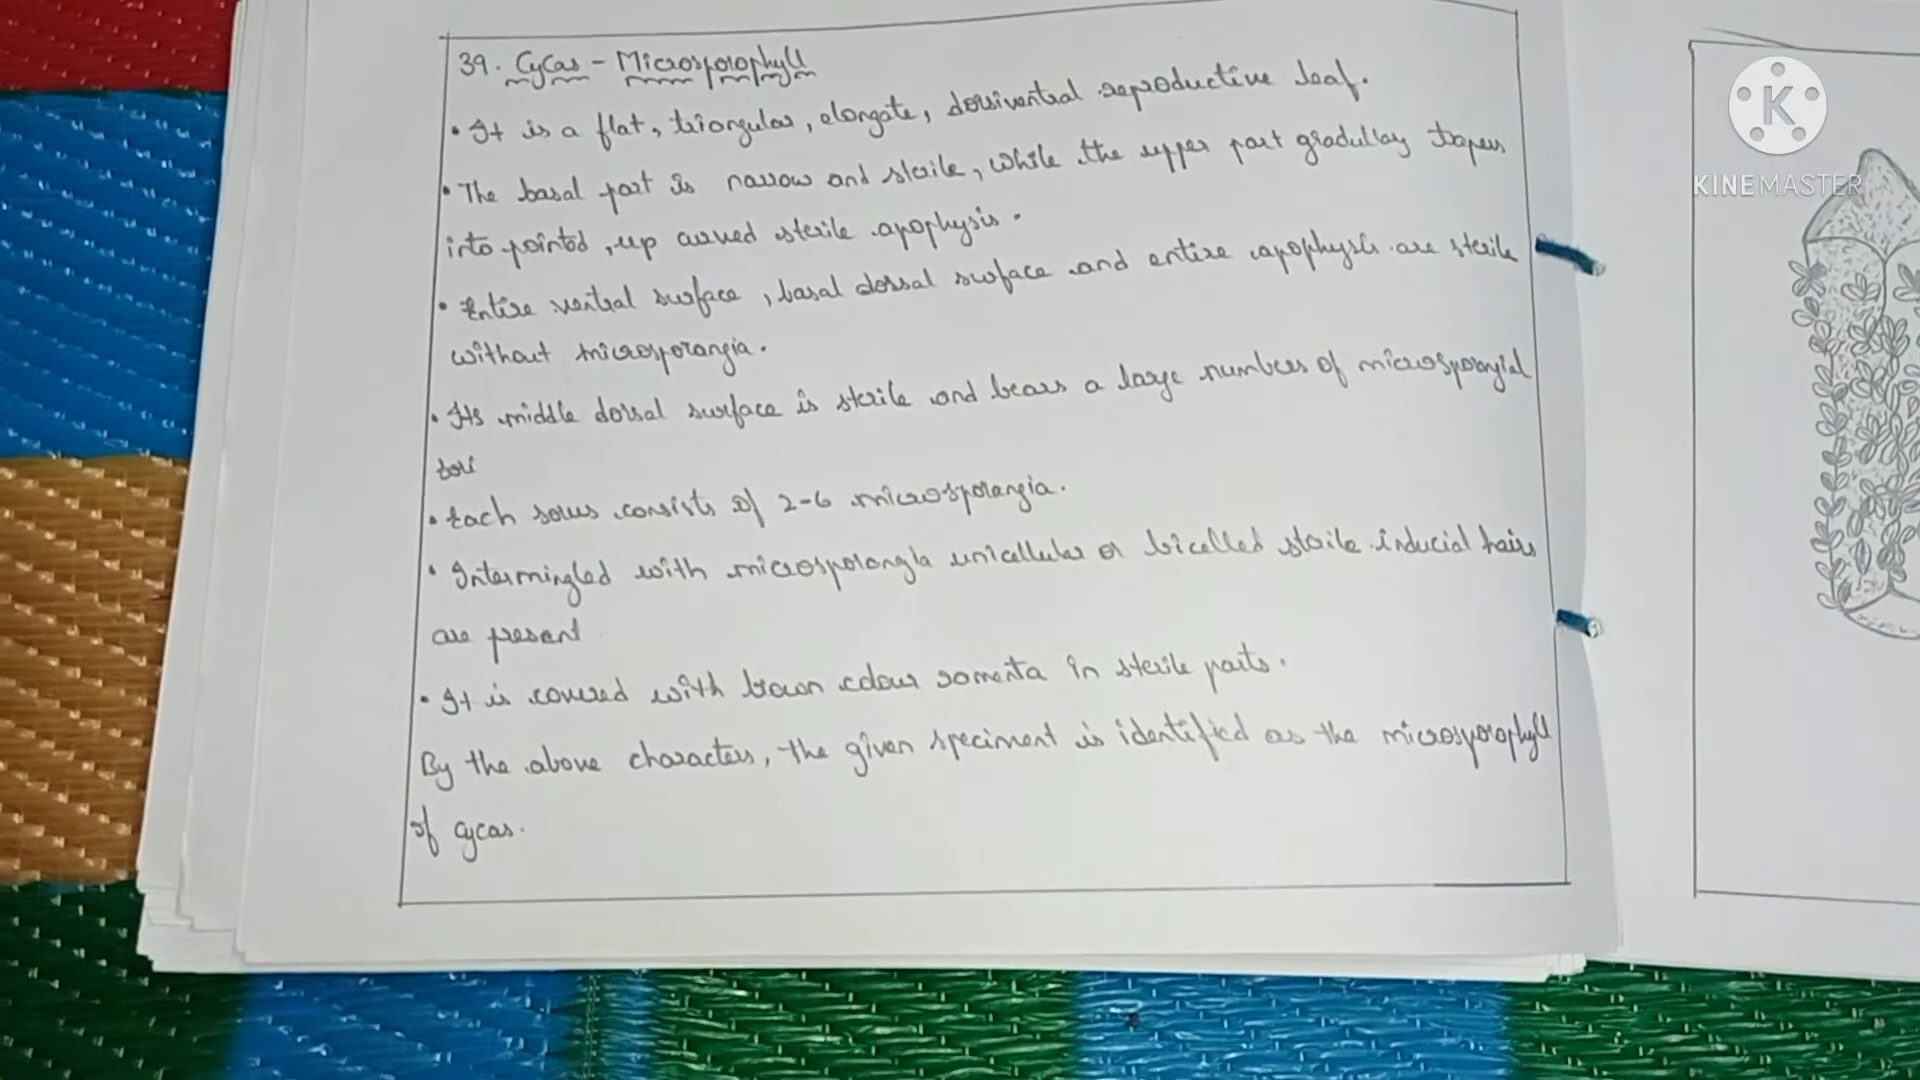 39. Cycas - Microsporophyll
• It is a flat, triangular, elongate, dorsiventral reproductive leaf.
• The basal part is narrow and sterile, while the upper part gradullay tapers
into pointed, up curved sterile apophysis.
• Entire ventral surface, basal dorsal surface and entire apophysis are sterile
without microsporangia.
• Its middle dorsal surface is sterile and bears a large numbers of microsporangial
sori
• Each sorus consists of 2-6 microsporangia.
• Intermingled with microsporangia unicellular or bicelled sterile inducial hairs
are present
• It is covered with brown colour ramenta in sterile parts.
By the above characters, the given speciment is identified as the microsporophyll
of cycas.
K
KINEMASTER